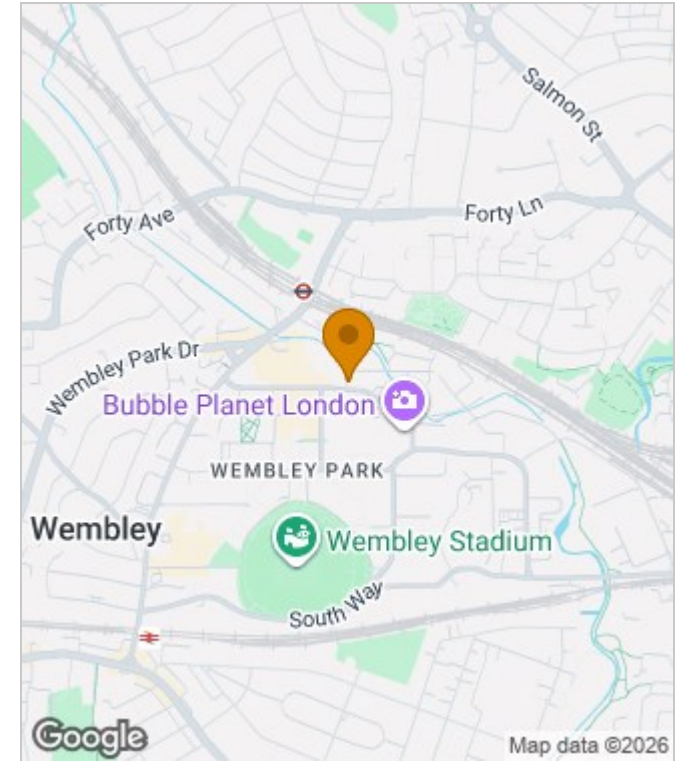 Salmon St
Forty Ln
Forty Ave
Wembley Park Dr
Bubble Planet London
WEMBLEY PARK
Wembley
Wembley Stadium
South Way
Google
Map data ©2026